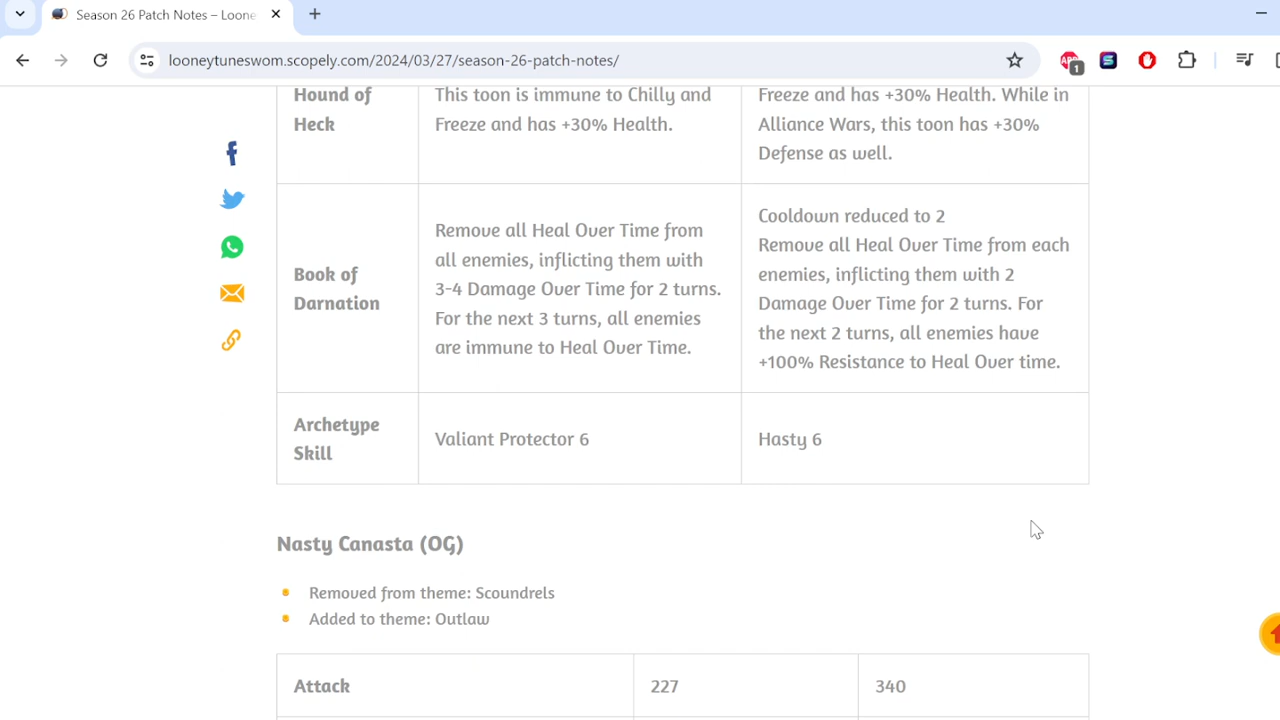 Season 26 Patch Notes – Loone
looneytuneswom.scopely.com/2024/03/27/season-26-patch-notes/
1
Hound of
Heck
This toon is immune to Chilly and
Freeze and has +30% Health.
Freeze and has +30% Health. While in
Alliance Wars, this toon has +30%
Defense as well.
Book of
Darnation
Remove all Heal Over Time from
all enemies, inflicting them with
3-4 Damage Over Time for 2 turns.
For the next 3 turns, all enemies
are immune to Heal Over Time.
Cooldown reduced to 2
Remove all Heal Over Time from each
enemies, inflicting them with 2
Damage Over Time for 2 turns. For
the next 2 turns, all enemies have
+100% Resistance to Heal Over time.
Archetype
Skill
Valiant Protector 6
Hasty 6
Nasty Canasta (OG)
Removed from theme: Scoundrels
Added to theme: Outlaw
Attack
227
340